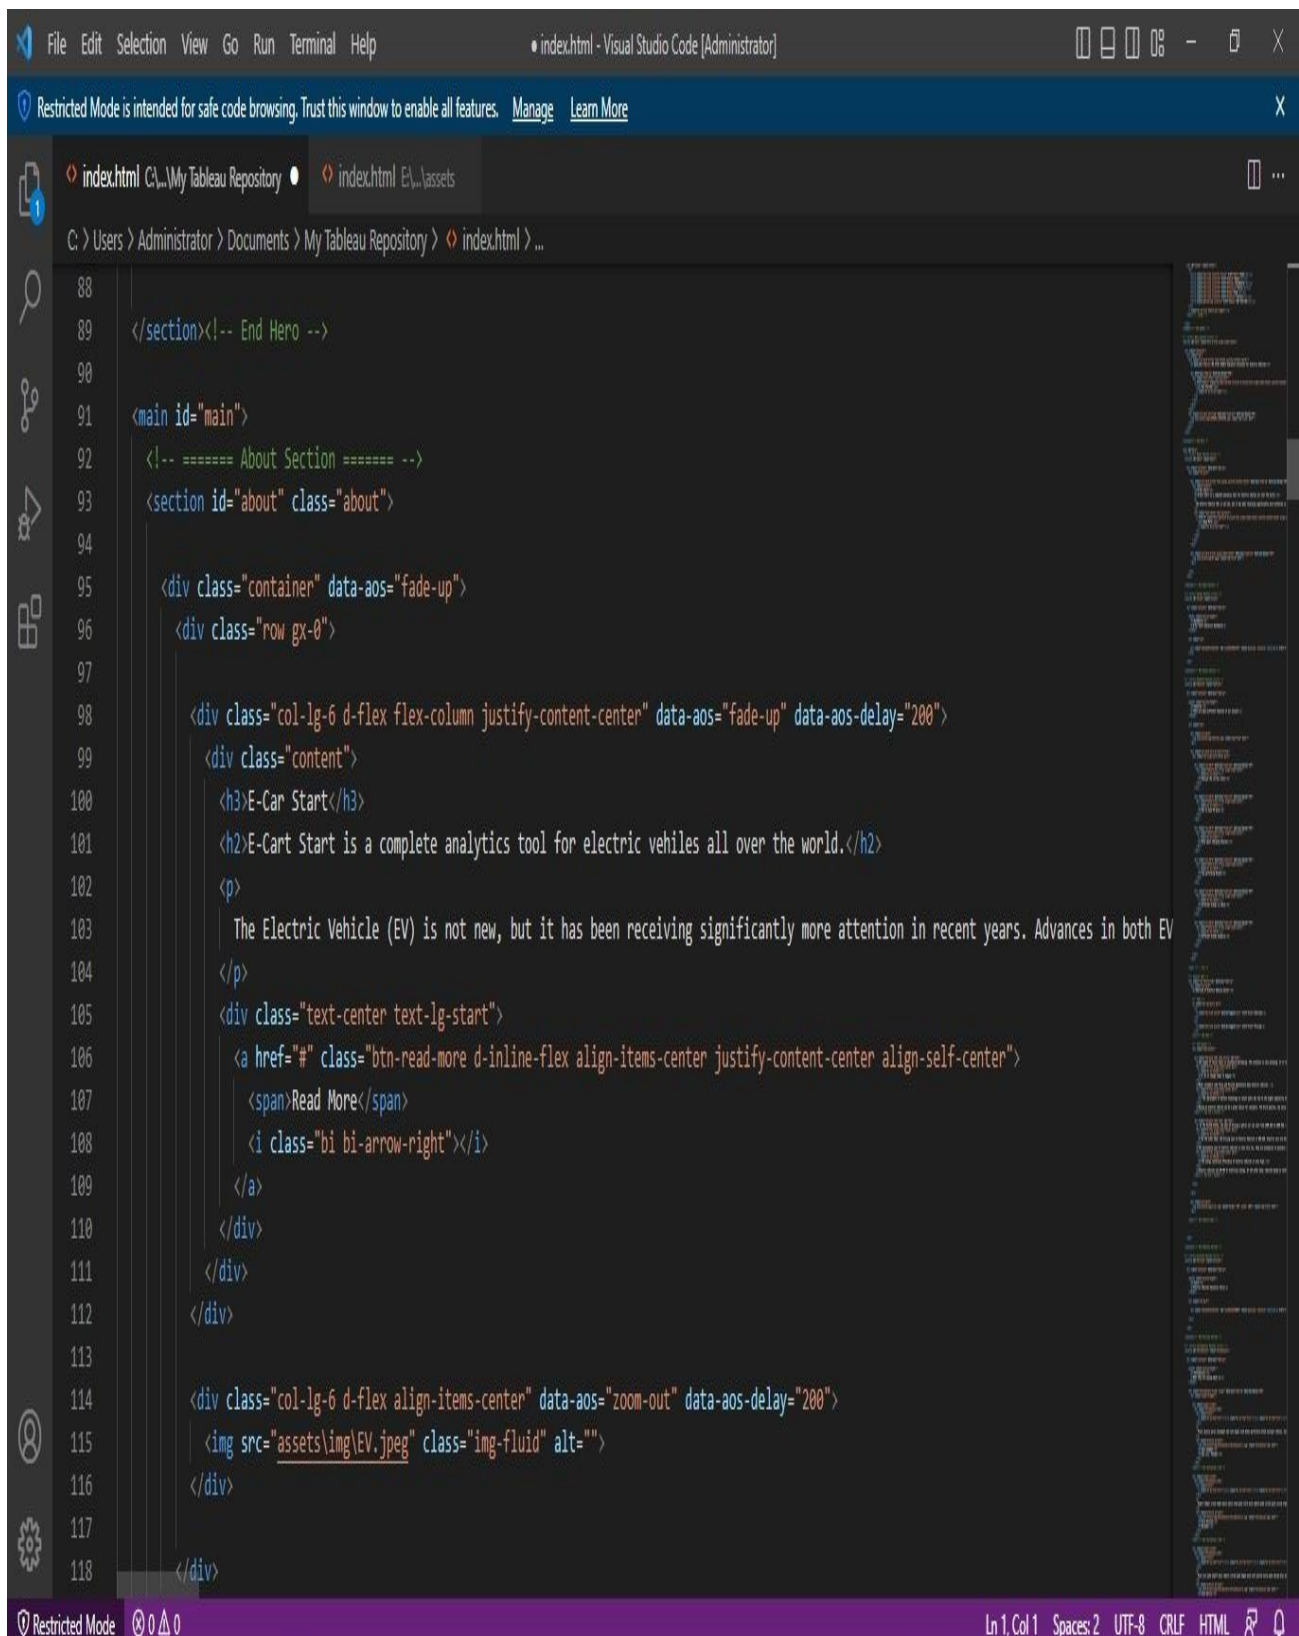 File Edit Selection View Go Run Terminal Help ● index.html - Visual Studio Code [Administrator]
Restricted Mode is intended for safe code browsing. Trust this window to enable all features. Manage Learn More
index.html C:\...\My Tableau Repository ● index.html E:\...\assets
1
C: > Users > Administrator > Documents > My Tableau Repository > <> index.html > ...
88
89 </section><!-- End Hero -->
90
91 <main id="main">
92 <!-- ======= About Section ======= -->
93 <section id="about" class="about">
94
95 <div class="container" data-aos="fade-up">
96 <div class="row gx-0">
97
98 <div class="col-lg-6 d-flex flex-column justify-content-center" data-aos="fade-up" data-aos-delay="200">
99 <div class="content">
100 <h3>E-Car Start</h3>
101 <h2>E-Cart Start is a complete analytics tool for electric vehiles all over the world.</h2>
102 <p>
103 The Electric Vehicle (EV) is not new, but it has been receiving significantly more attention in recent years. Advances in both EV
104 </p>
105 <div class="text-center text-lg-start">
106 <a href="#" class="btn-read-more d-inline-flex align-items-center justify-content-center align-self-center">
107 <span>Read More</span>
108 <i class="bi bi-arrow-right"></i>
109 </a>
110 </div>
111 </div>
112 </div>
113
114 <div class="col-lg-6 d-flex align-items-center" data-aos="zoom-out" data-aos-delay="200">
115 <img src="assets\img\EV.jpeg" class="img-fluid" alt="">
116 </div>
117
118 </div>
Restricted Mode 0 0 Ln 1, Col 1 Spaces: 2 UTF-8 CRLF HTML